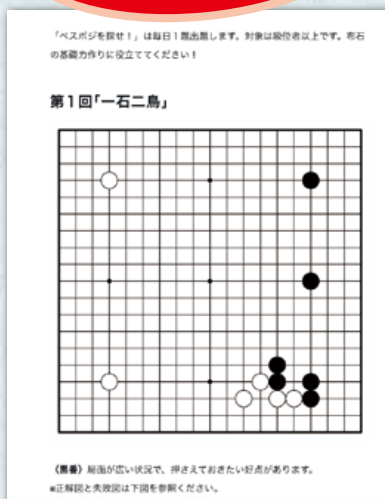 「ベスポジを探せ！」は毎日１題出題します。対象は級位者以上です。布石
の基礎力作りに役立ててください！
第１回「一石二鳥」
（黒番）局面が広い状況で、押さえておきたい好点があります。
※正解図と失敗図は下図を参照ください。